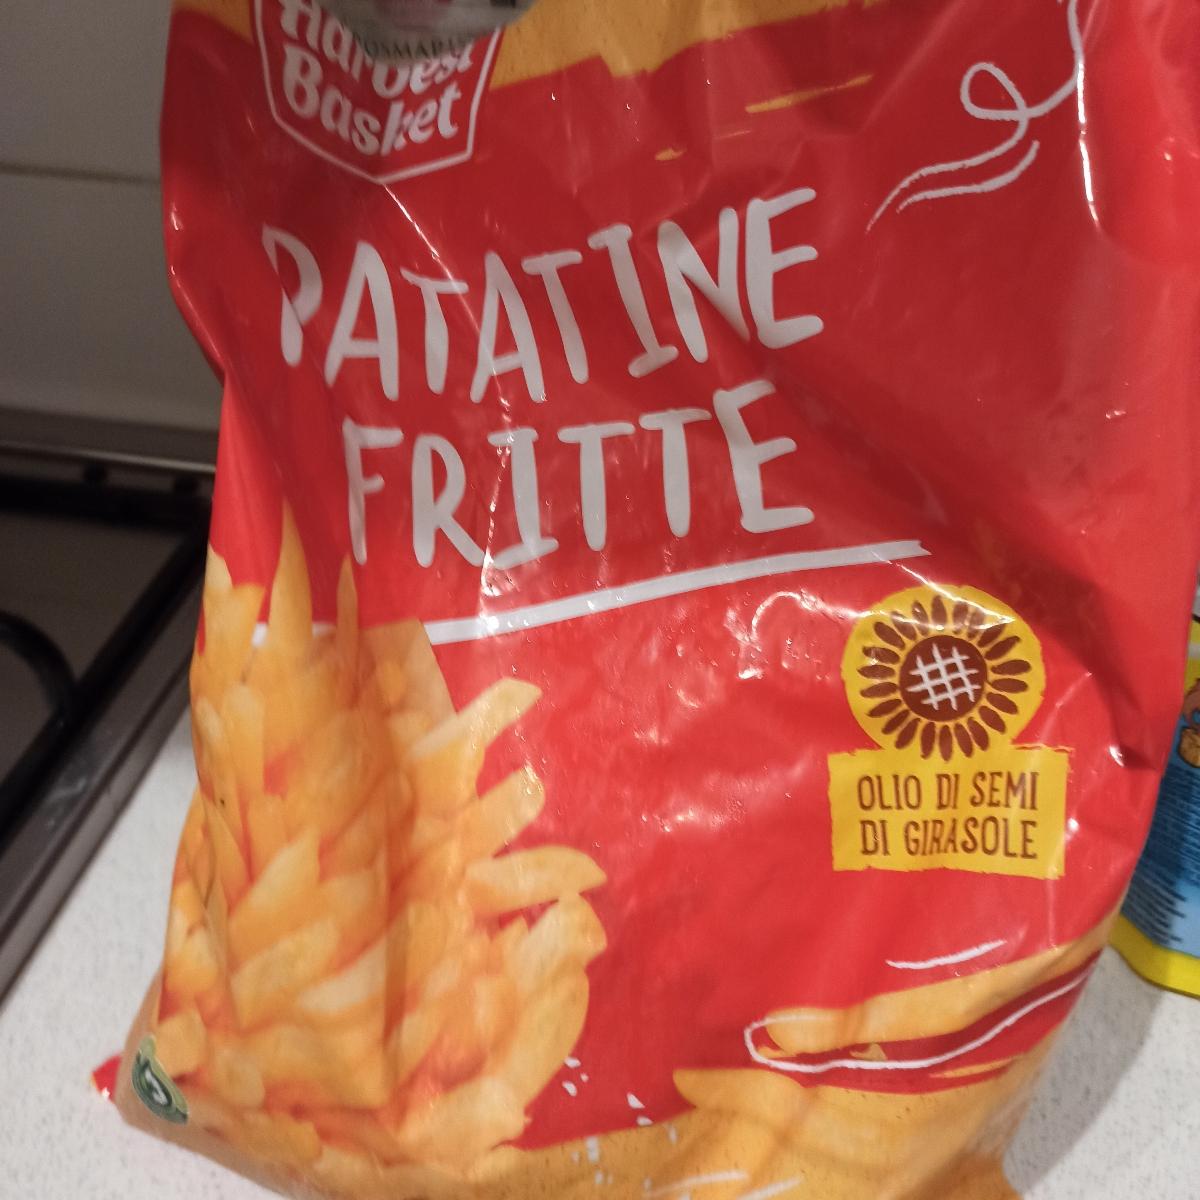 Harvest
Basket
PATATINE
FRITTE
OLIO DI SEMI
DI GIRASOLE